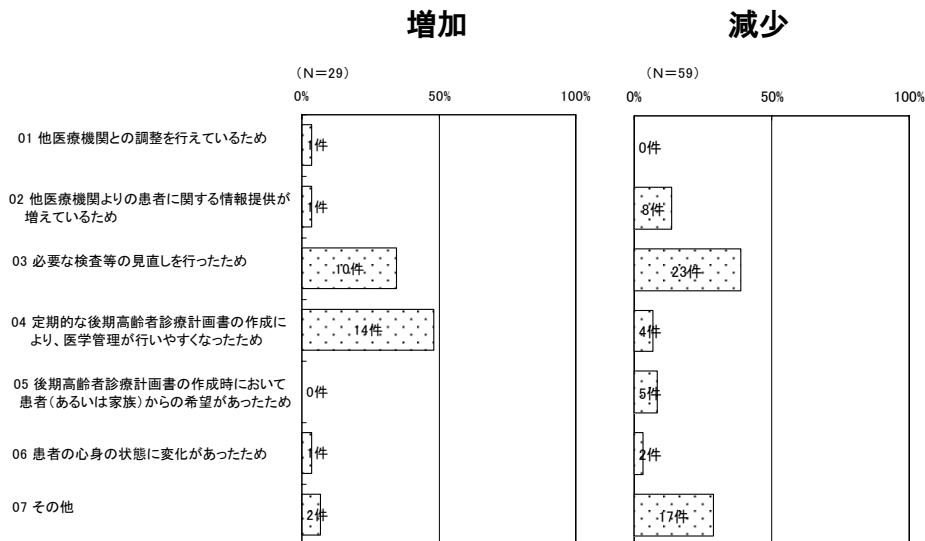 増加 減少
(N=29) (N=59)
0% 50% 100% 0% 50% 100%
01 他医療機関との調整を行えているため 1件 0件
02 他医療機関よりの患者に関する情報提供が
増えているため 1件 8件
03 必要な検査等の見直しを行ったため 10件 23件
04 定期的な後期高齢者診療計画書の作成に
より、医学管理が行いやすくなったため 14件 4件
05 後期高齢者診療計画書の作成時において
患者(あるいは家族)からの希望があったため 0件 5件
06 患者の心身の状態に変化があったため 1件 2件
07 その他 2件 17件